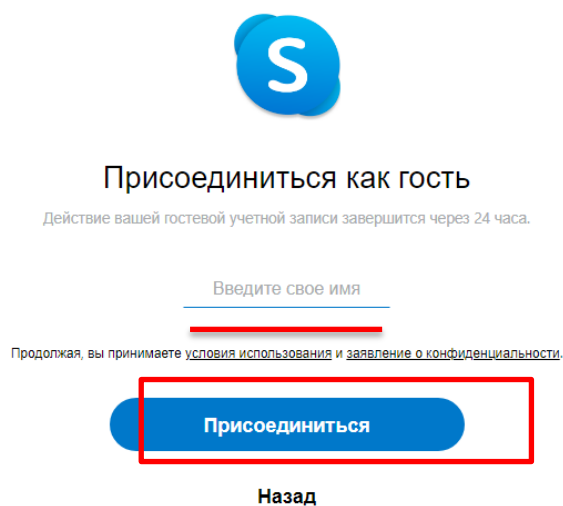 S
Присоединиться как гость
Действие вашей гостевой учетной записи завершится через 24 часа.
Введите свое имя
Продолжая, вы принимаете условия использования и заявление о конфиденциальности.
Присоединиться
Назад